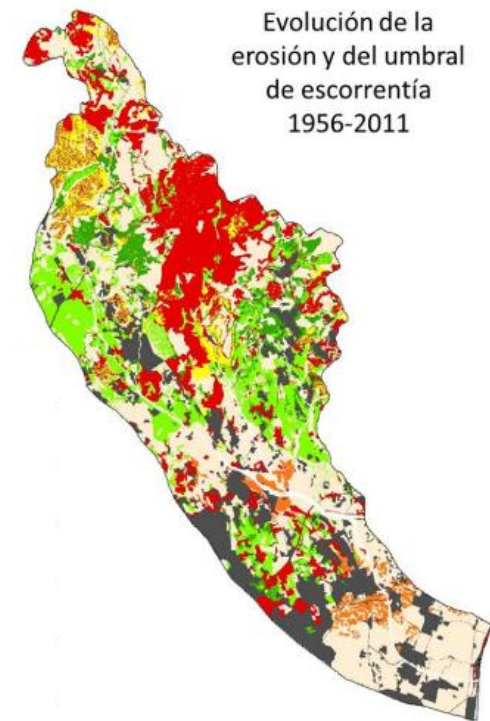 Evolución de la
erosión y del umbral
de escorrentía
1956-2011